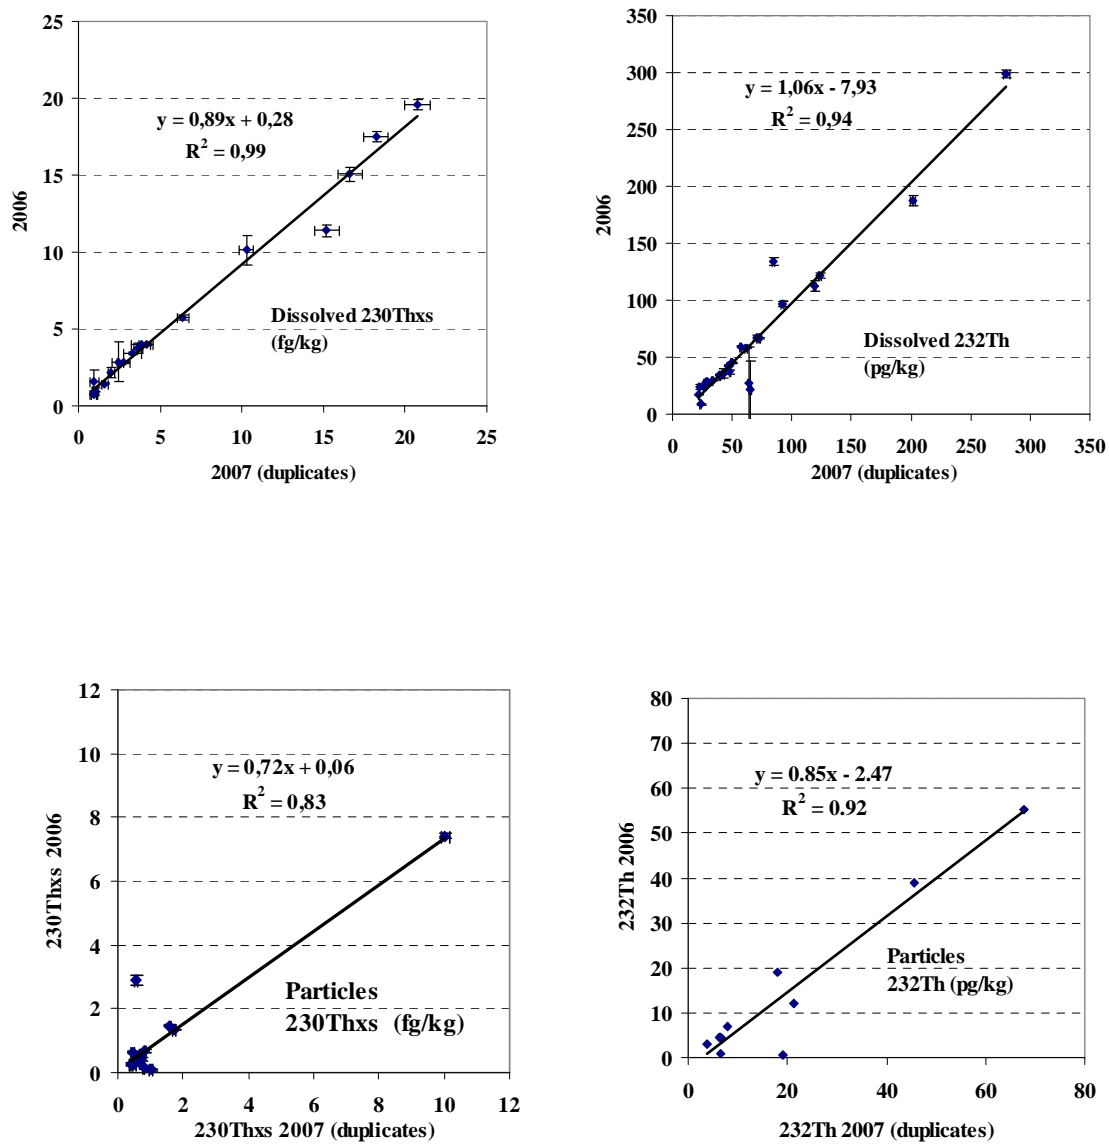 25
20
15
10
5
0
2006
y = 0,89x + 0,28
R2 = 0,99
Dissolved 230Thxs
(fg/kg)
0 5 10 15 20 25
2007 (duplicates)
350
300
250
200
150
100
50
0
2006
y = 1,06x - 7,93
R2 = 0,94
Dissolved 232Th
(pg/kg)
0 50 100 150 200 250 300 350
2007 (duplicates)
12
10
8
6
4
2
0
230Thxs 2006
y = 0,72x + 0,06
R2 = 0,83
Particles
230Thxs (fg/kg)
0 2 4 6 8 10 12
230Thxs 2007 (duplicates)
80
70
60
50
40
30
20
10
0
232Th 2006
y = 0.85x - 2.47
R2 = 0.92
Particles
232Th (pg/kg)
0 20 40 60 80
232Th 2007 (duplicates)